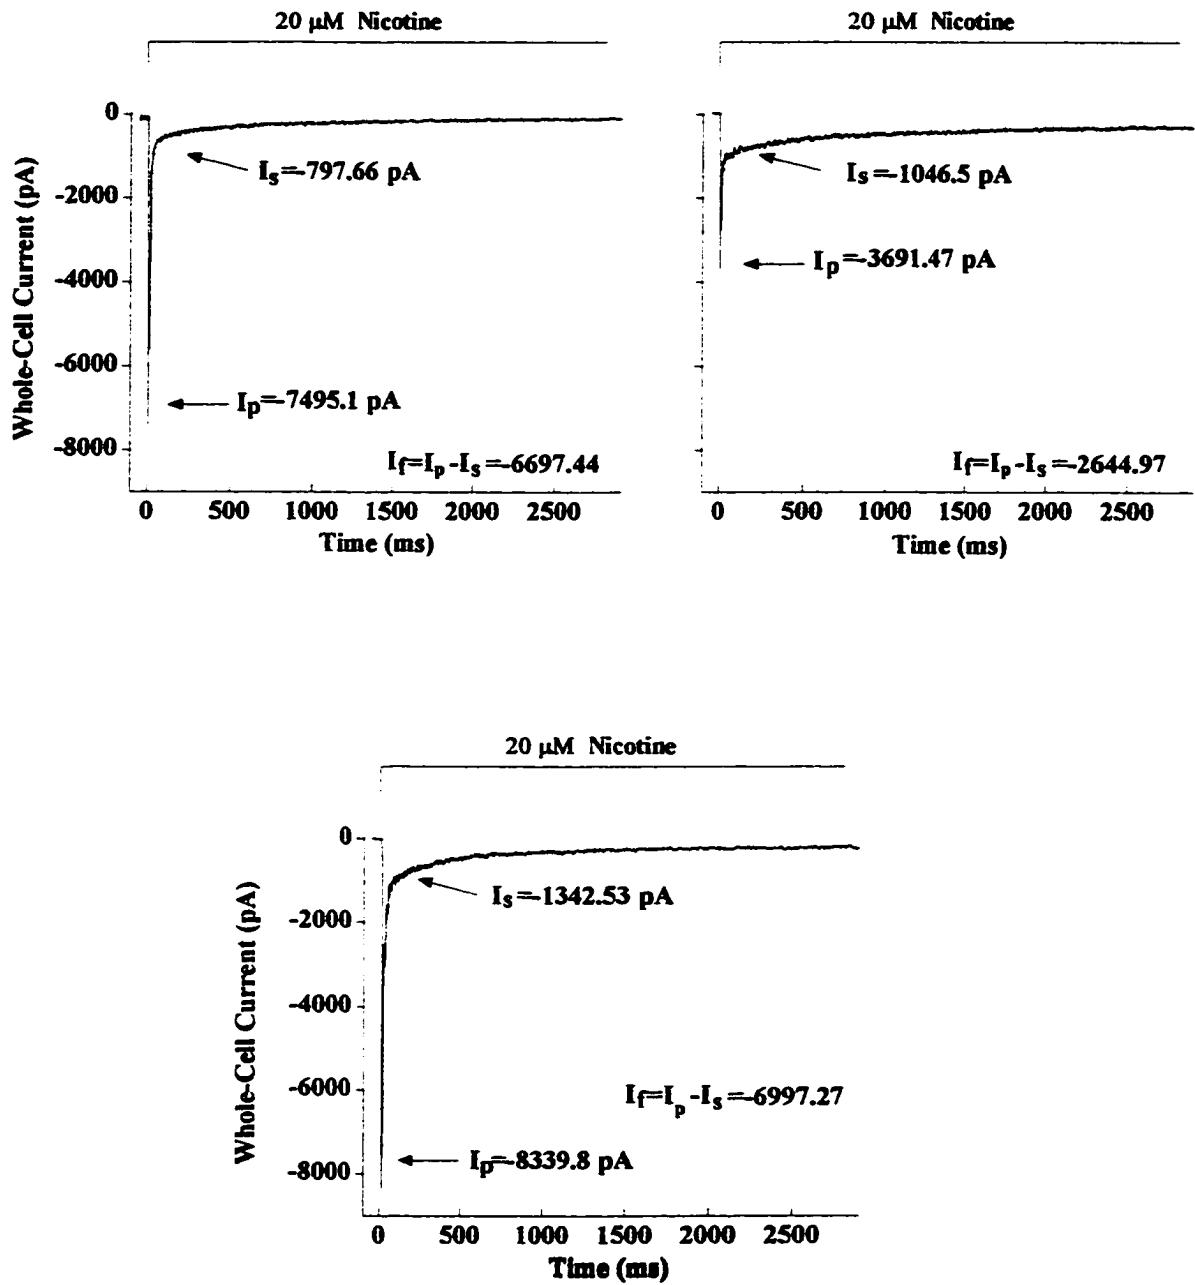 20 μM Nicotine
0
-2000
-4000
-6000
-8000
Whole-Cell Current (pA)
Is=-797.66 pA
Ip=-7495.1 pA
If=Ip-Is=-6697.44
0 500 1000 1500 2000 2500
Time (ms)
20 μM Nicotine
Is=-1046.5 pA
Ip=-3691.47 pA
If=Ip-Is=-2644.97
0 500 1000 1500 2000 2500
Time (ms)
20 μM Nicotine
0
-2000
-4000
-6000
-8000
Whole-Cell Current (pA)
Is=-1342.53 pA
If=Ip-Is=-6997.27
Ip=-8339.8 pA
0 500 1000 1500 2000 2500
Time (ms)